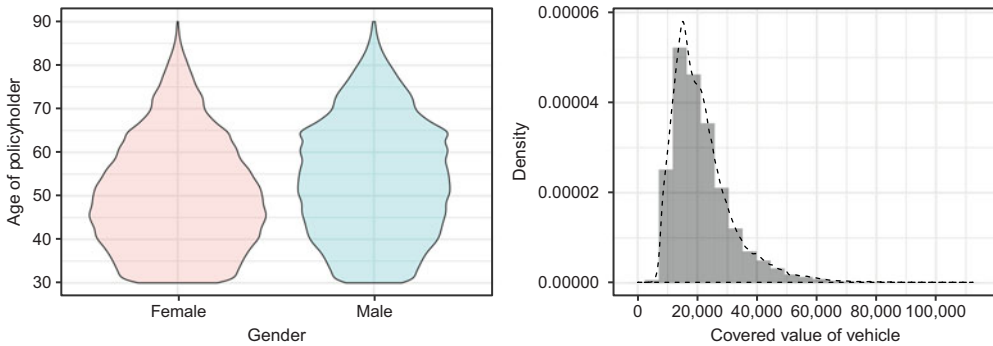 Age of policyholder
90
80
70
60
50
40
30
Female Male
Gender
Density
0.00006
0.00004
0.00002
0.00000
0 20,000 40,000 60,000 80,000 100,000
Covered value of vehicle